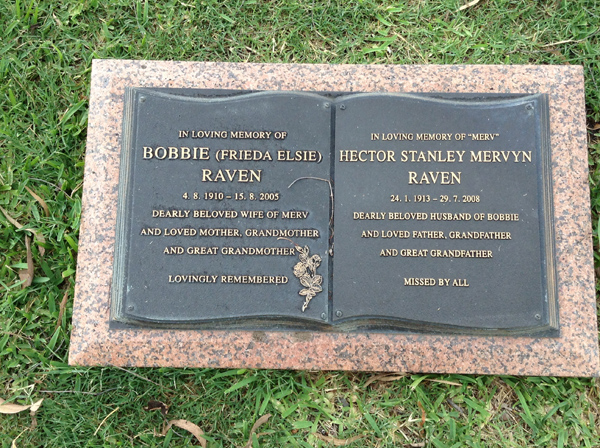 IN LOVING MEMORY OF
BOBBIE (FRIEDA ELSIE)
RAVEN
4. 8. 1910 – 15. 8. 2005
DEARLY BELOVED WIFE OF MERV
AND LOVED MOTHER, GRANDMOTHER
AND GREAT GRANDMOTHER
LOVINGLY REMEMBERED
IN LOVING MEMORY OF "MERV"
HECTOR STANLEY MERVYN
RAVEN
24. 1. 1913 – 29. 7. 2008
DEARLY BELOVED HUSBAND OF BOBBIE
AND LOVED FATHER, GRANDFATHER
AND GREAT GRANDFATHER
MISSED BY ALL